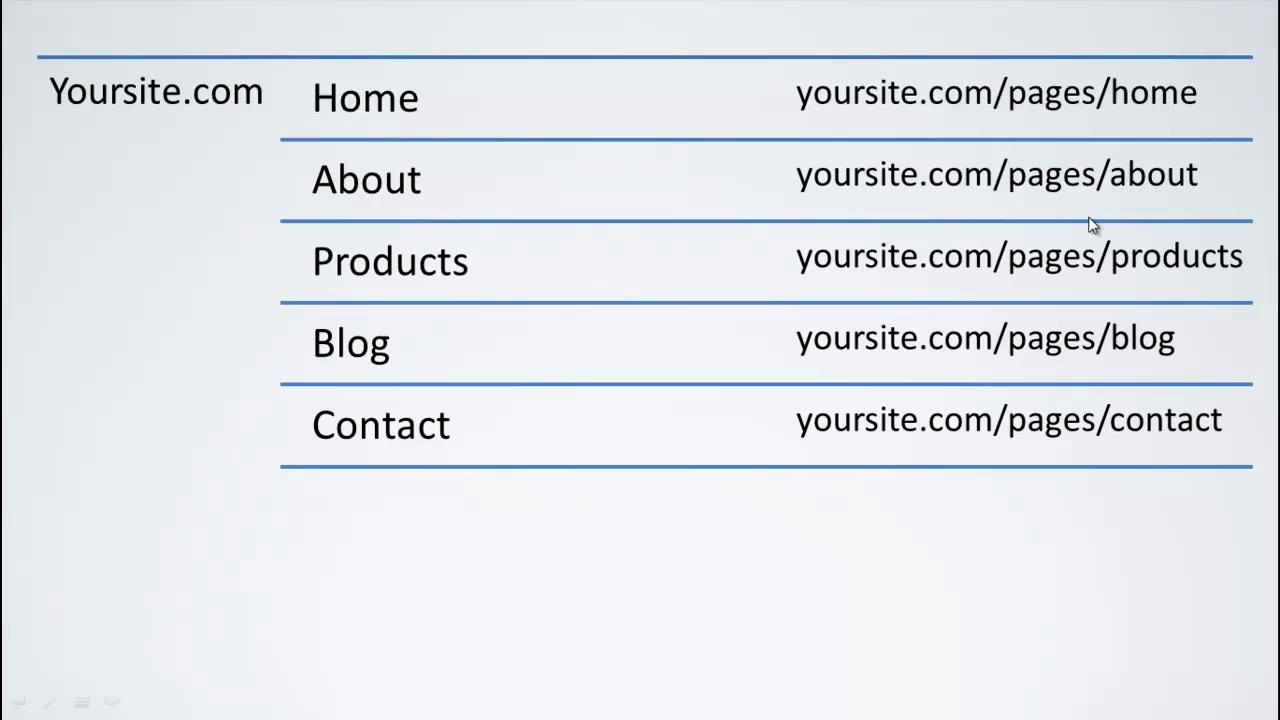 Yoursite.com
Home
yoursite.com/pages/home
About
yoursite.com/pages/about
Products
yoursite.com/pages/products
Blog
yoursite.com/pages/blog
Contact
yoursite.com/pages/contact